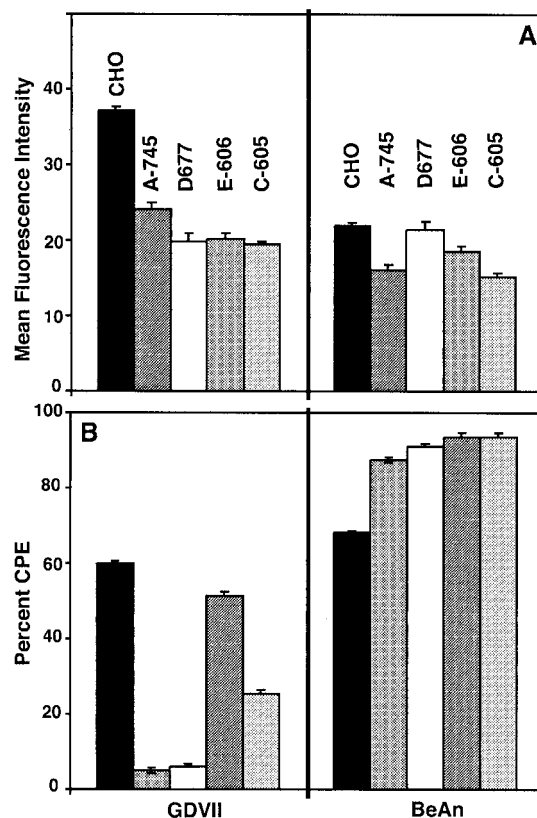 A
Mean Fluorescence Intensity
40
30
20
10
0
CHO
A-745
D677
E-606
C-605
CHO
A-745
D677
E-606
C-605
B
Percent CPE
100
80
60
40
20
0
GDVII
BeAn